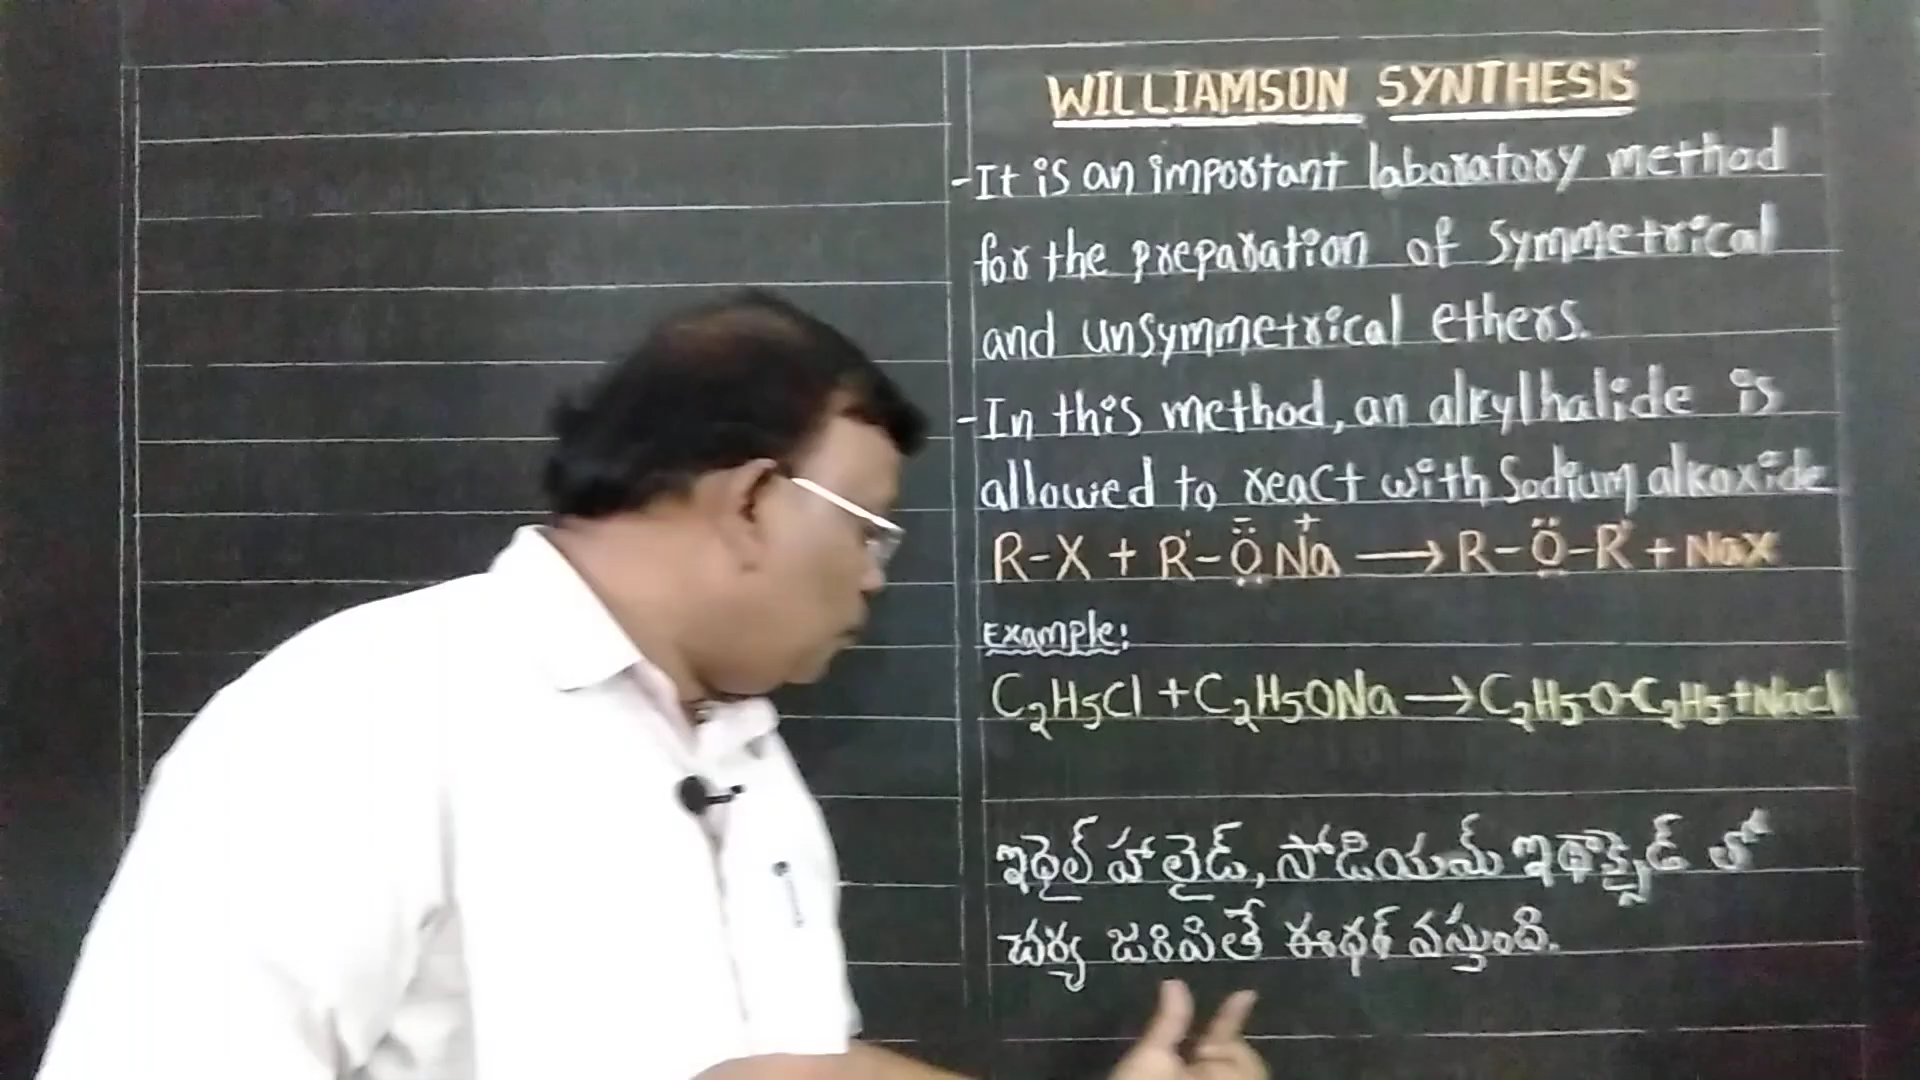 WILLIAMSON SYNTHESIS
-It is an important laboratory method
for the preparation of Symmetrical
and unsymmetrical ethers.
-In this method, an alkylhalide is
allowed to react with Sodium alkoxide
R-X + R'-Ö̤⁻Na⁺ ⟶ R-Ö̤-R' + NaX
Example:
C₂H₅Cl + C₂H₅ONa ⟶ C₂H₅-O-C₂H₅+NaCl
ఇథైల్ హాలైడ్, సోడియమ్ ఇథాక్సైడ్ తో
చర్య జరిపితే ఈథర్ వస్తుంది.